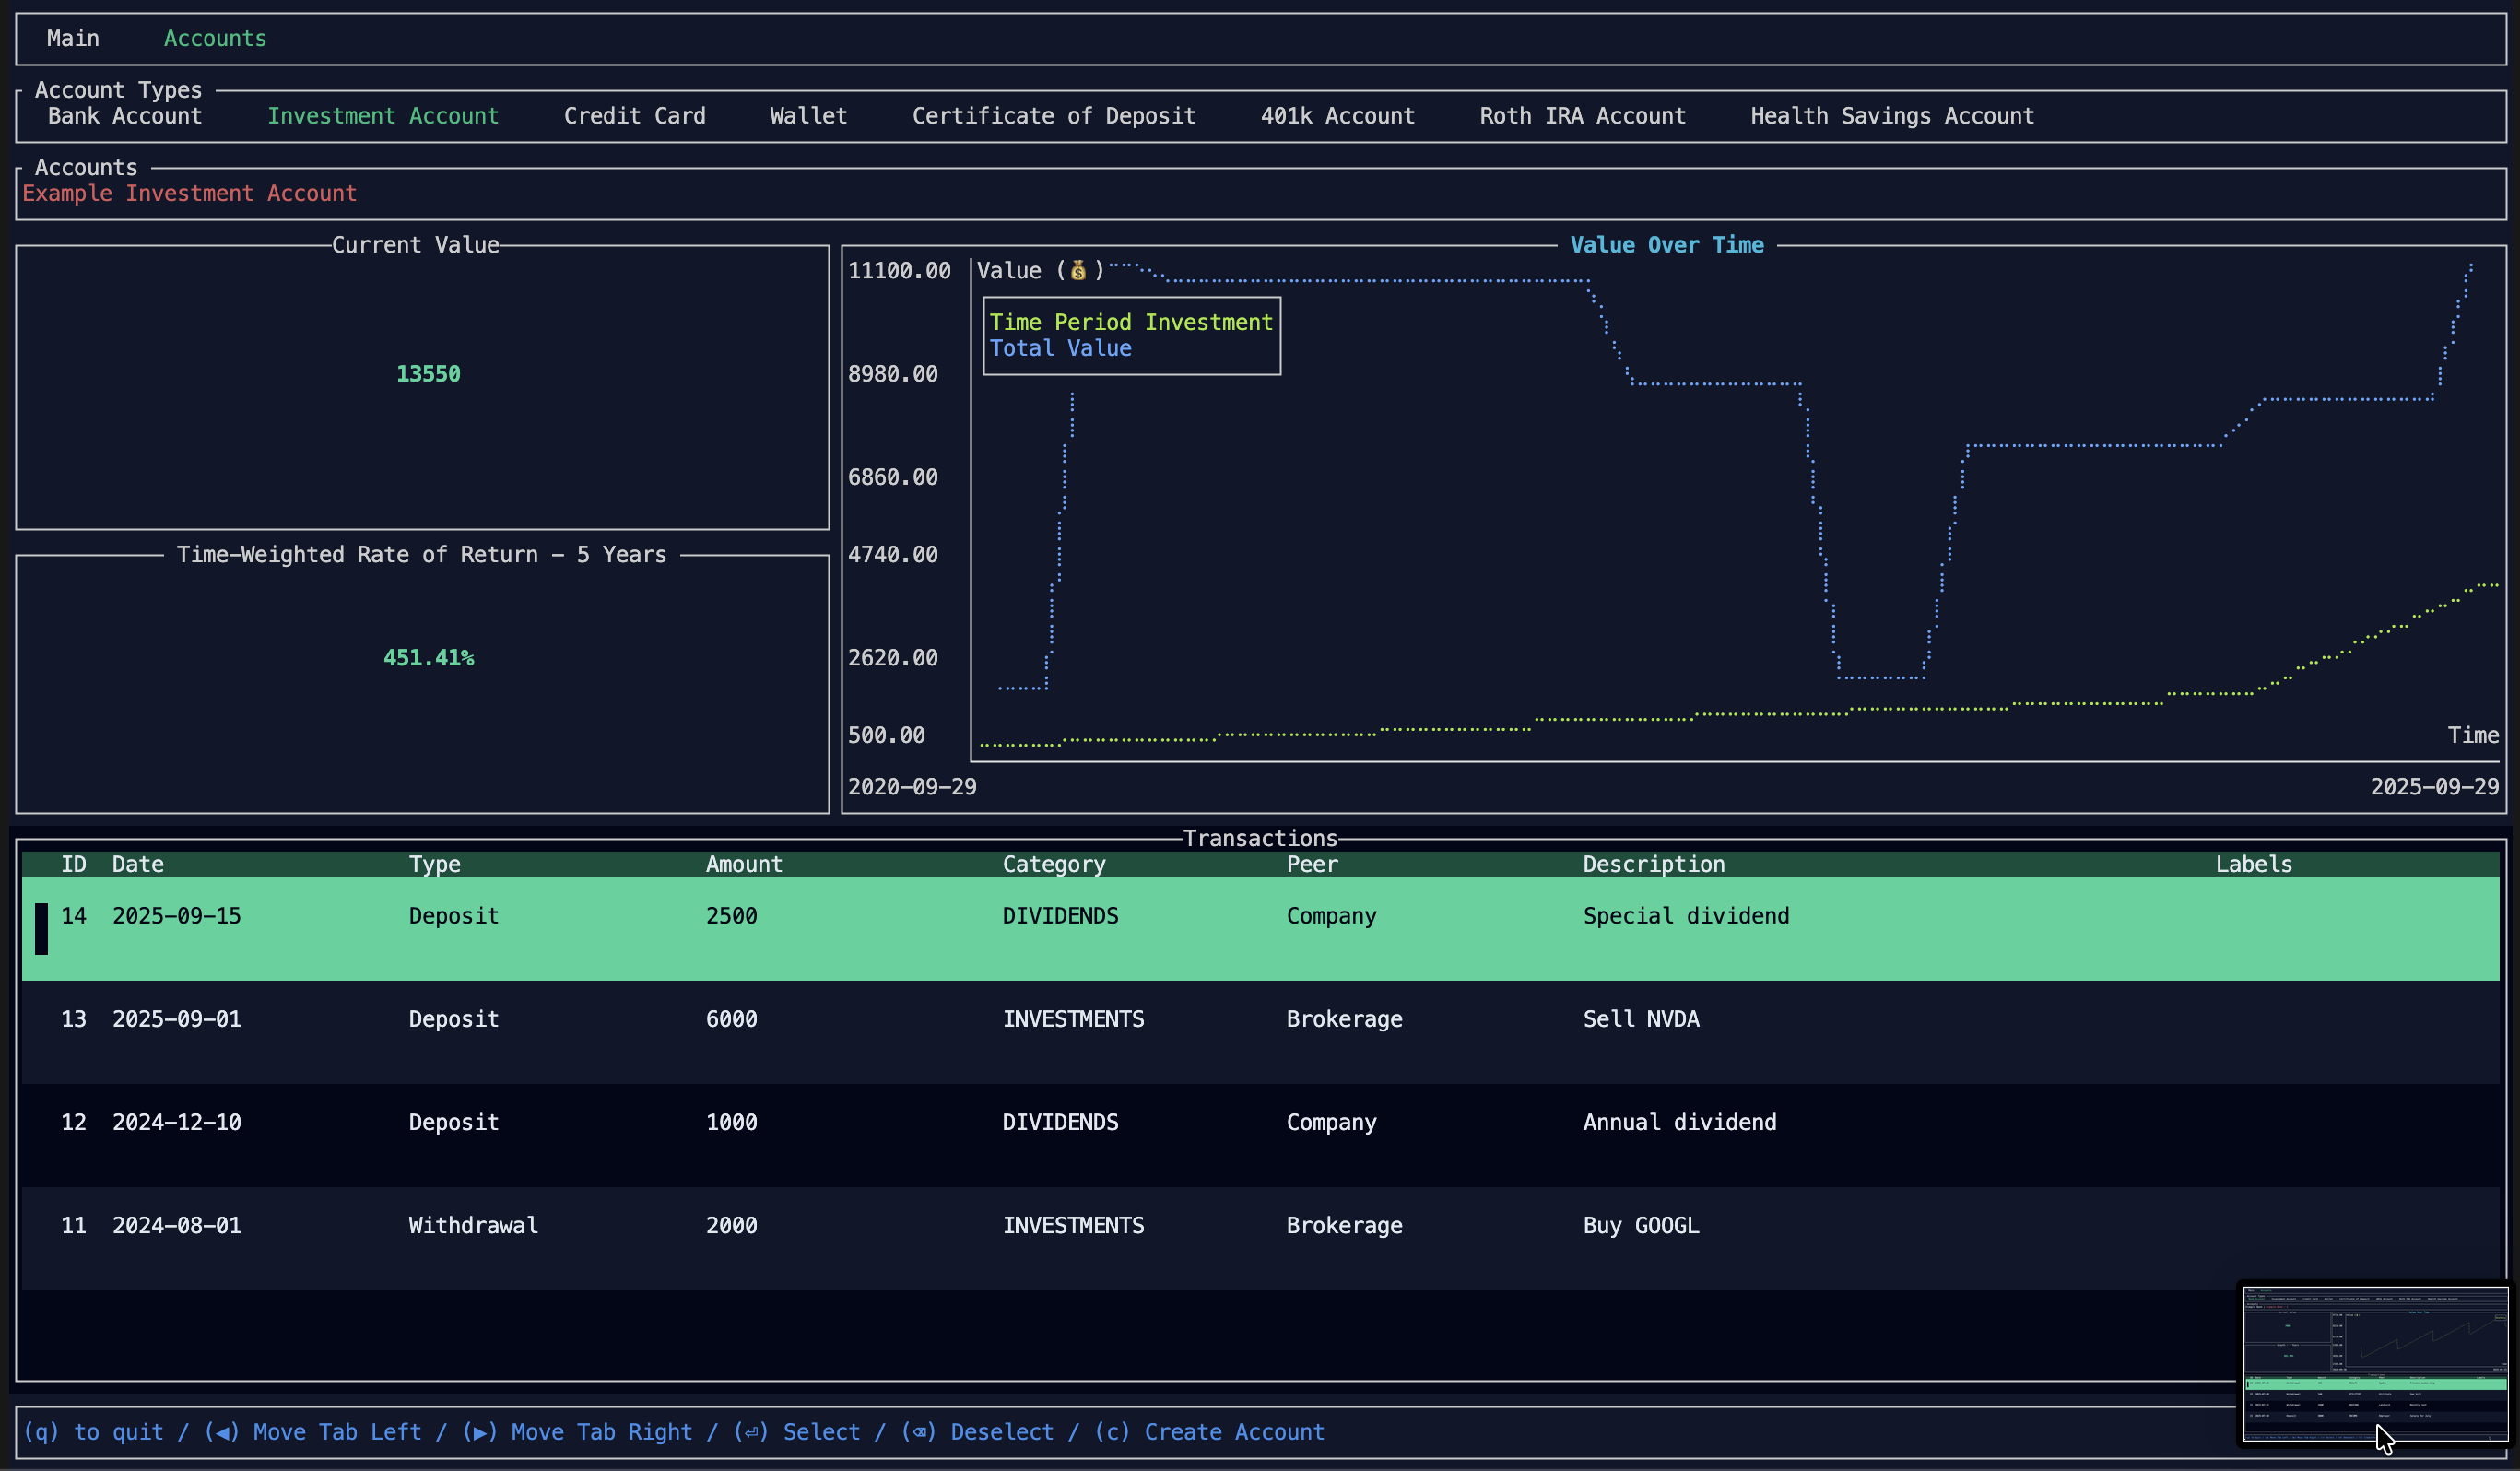 Main Accounts
Account Types
Bank Account Investment Account Credit Card Wallet Certificate of Deposit 401k Account Roth IRA Account Health Savings Account
Accounts
Example Investment Account
Current Value
13550
Time-Weighted Rate of Return - 5 Years
451.41%
Value Over Time
Value (💰)
Time Period Investment
Total Value
11100.00
8980.00
6860.00
4740.00
2620.00
500.00
Time
2020-09-29 2025-09-29
Transactions
ID Date Type Amount Category Peer Description Labels
14 2025-09-15 Deposit 2500 DIVIDENDS Company Special dividend
13 2025-09-01 Deposit 6000 INVESTMENTS Brokerage Sell NVDA
12 2024-12-10 Deposit 1000 DIVIDENDS Company Annual dividend
11 2024-08-01 Withdrawal 2000 INVESTMENTS Brokerage Buy GOOGL
(q) to quit / (◀) Move Tab Left / (▶) Move Tab Right / (⏎) Select / (⌫) Deselect / (c) Create Account